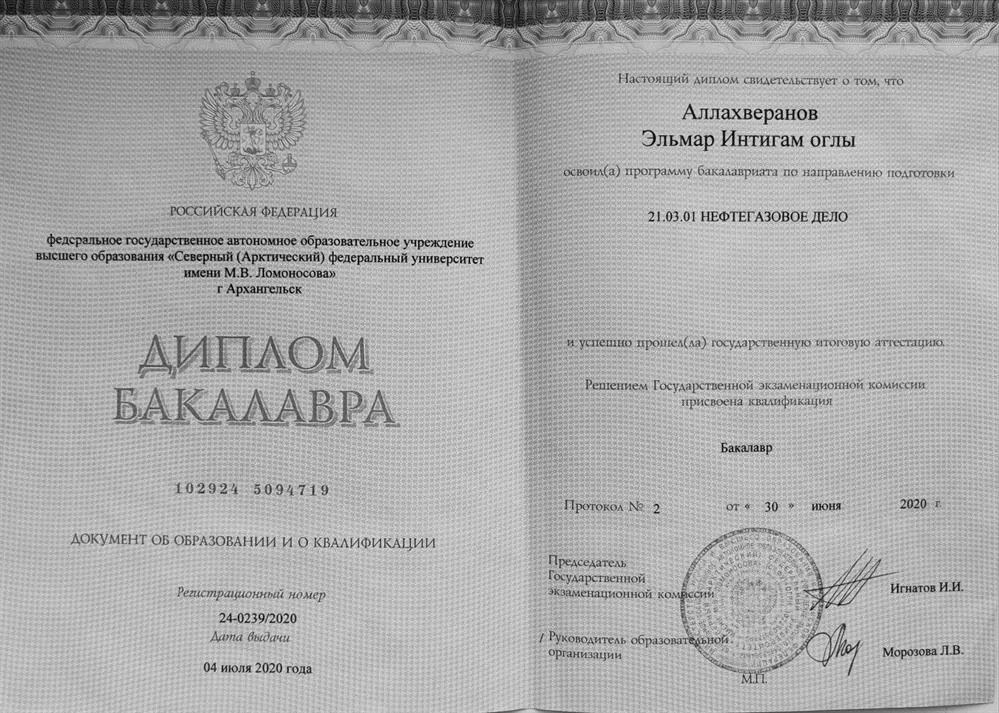 РОССИЙСКАЯ ФЕДЕРАЦИЯ
федсральное государственное автономное образовательное учреждение
высшего образования «Северный (Арктический) федеральный университет
имени М.В. Ломоносова»
г Архангельск
ДИПЛОМ
БАКАЛАВРА
102924 5094719
ДОКУМЕНТ ОБ ОБРАЗОВАНИИ И О КВАЛИФИКАЦИИ
Регистрационный номер
24-0239/2020
Дата выдачи
04 июля 2020 года
Настоящий диплом свидетельствует о том, что
Аллахверанов
Эльмар Интигам оглы
освоил(а) программу бакалавриата по направлению подготовки
21.03.01 НЕФТЕГАЗОВОЕ ДЕЛО
и успешно прошел(ла) государственную итоговую аттестацию.
Решением Государственной экзаменационной комиссии
присвоена квалификация
Бакалавр
Протокол № 2 от « 30 » июня 2020 г.
Председатель
Государственной
экзаменационной комиссии Игнатов И.И.
/ Руководитель образовательной
организации Морозова Л.В.
М.П.